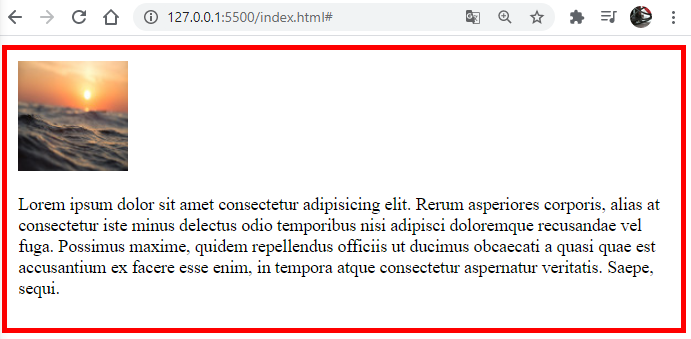 127.0.0.1:5500/index.html#
Lorem ipsum dolor sit amet consectetur adipisicing elit. Rerum asperiores corporis, alias at
consectetur iste minus delectus odio temporibus nisi adipisci doloremque recusandae vel
fuga. Possimus maxime, quidem repellendus officiis ut ducimus obcaecati a quasi quae est
accusantium ex facere esse enim, in tempora atque consectetur aspernatur veritatis. Saepe,
sequi.